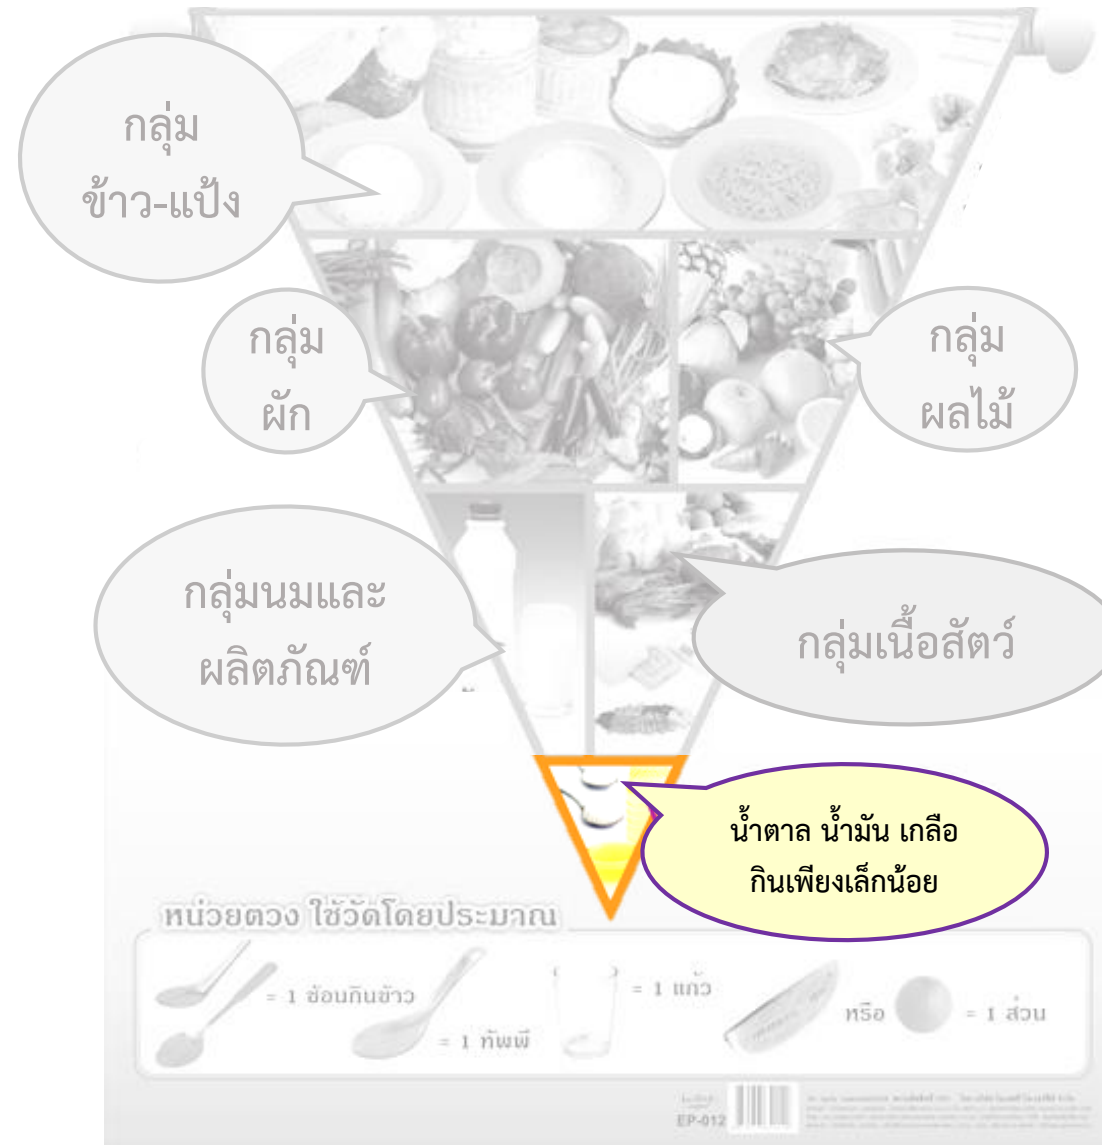 กลุ่ม
ข้าว-แป้ง
กลุ่ม
ผัก
กลุ่ม
ผลไม้
กลุ่มนมและ
ผลิตภัณฑ์
กลุ่มเนื้อสัตว์
น้ำตาล น้ำมัน เกลือ
กินเพียงเล็กน้อย
หน่วยตวง ใช้วัดโดยประมาณ
= 1 ช้อนกินข้าว
= 1 ทัพพี
= 1 แก้ว
หรือ
= 1 ส่วน
EP-012